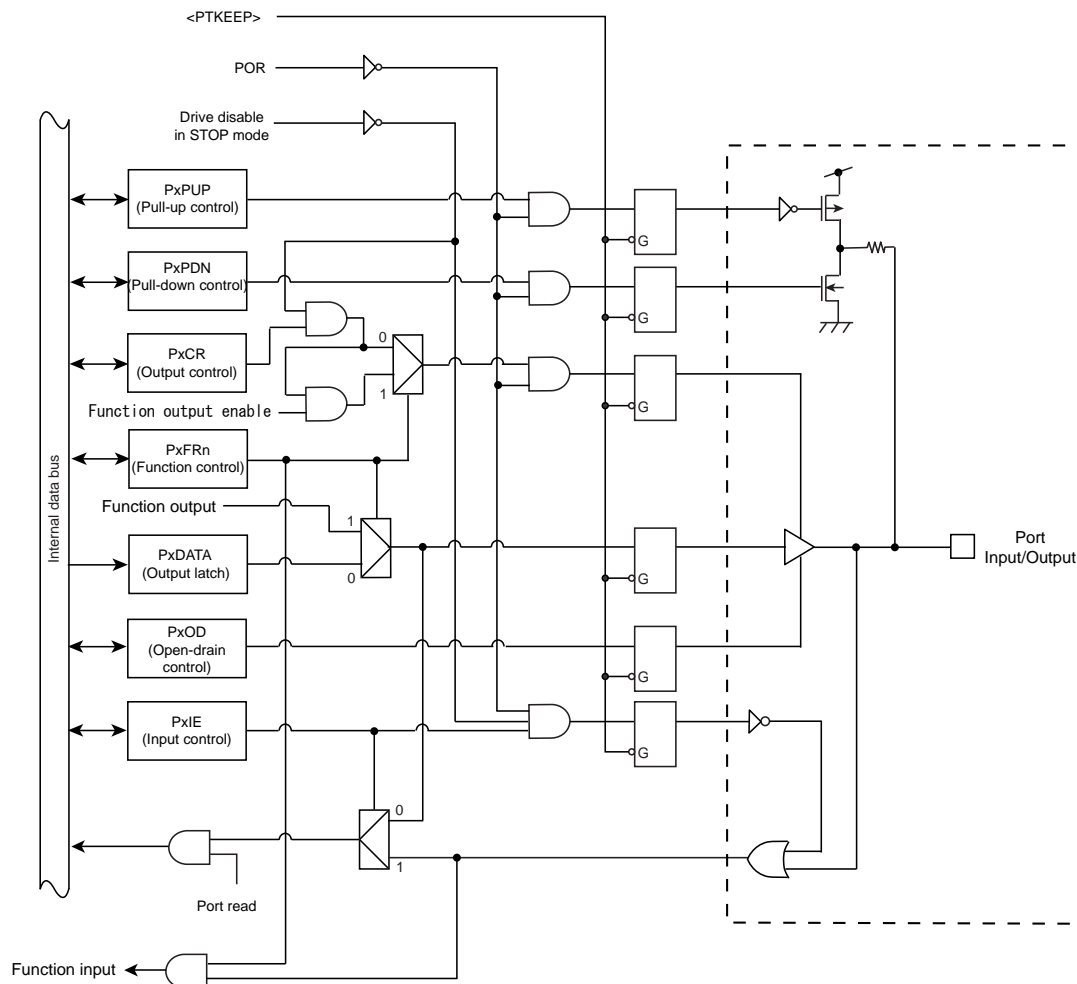 <PTKEEP>
POR
Drive disable
in STOP mode
PxPUP
(Pull-up control)
G
PxPDN
(Pull-down control)
G
PxCR
(Output control)
0
1
G
Function output enable
PxFRn
(Function control)
Internal data bus
Function output
1
0
PxDATA
(Output latch)
G
Port
Input/Output
PxOD
(Open-drain
control)
G
PxIE
(Input control)
G
0
1
Port read
Function input